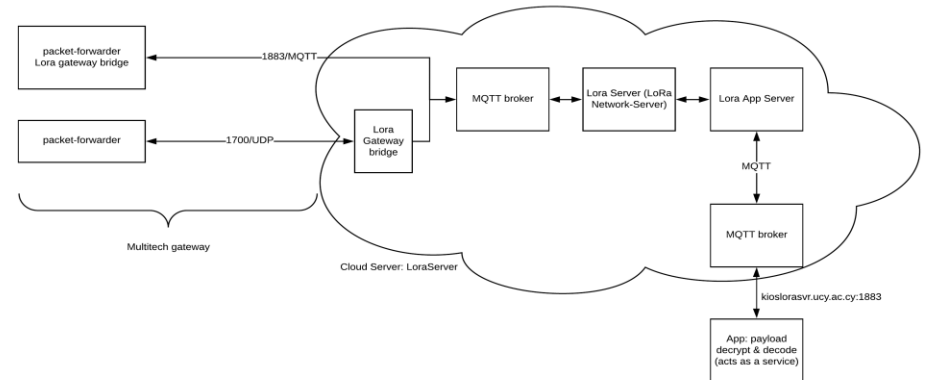 packet-forwarder
Lora gateway bridge
1883/MQTT
MQTT broker
Lora Server (LoRa
Network-Server)
Lora App Server
packet-forwarder
1700/UDP
Lora
Gateway
bridge
MQTT
MQTT broker
Multitech gateway
Cloud Server: LoraServer
kioslorasvr.ucy.ac.cy:1883
App: payload
decrypt & decode
(acts as a service)